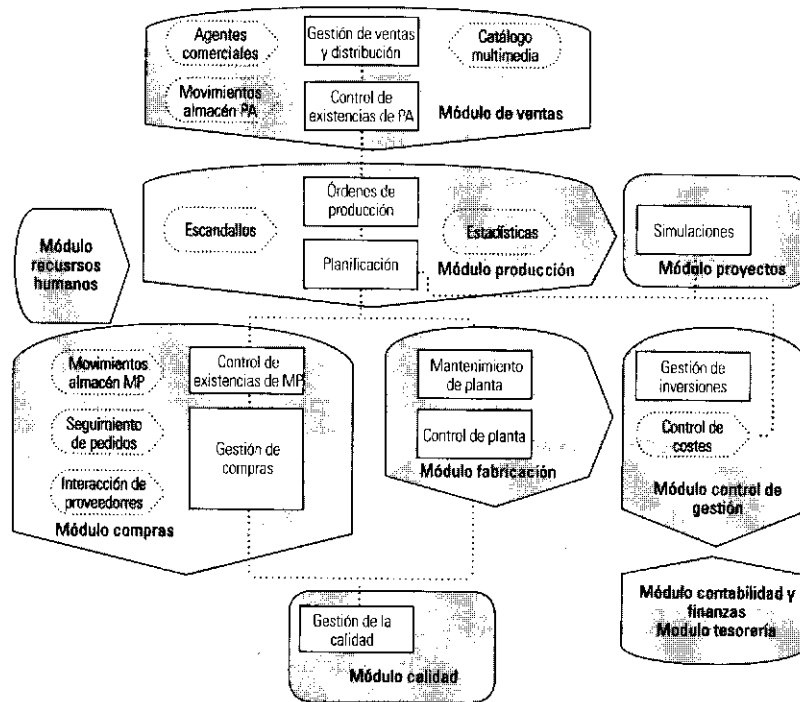 Agentes
comerciales
Gestión de ventas
y distribución
Catálogo
multimedia
Movimientos
almacén PA
Control de
existencias de PA
Módulo de ventas
Órdenes de
producción
Escandallos
Estadísticas
Planificación
Módulo producción
Simulaciones
Módulo proyectos
Módulo
recusrsos
humanos
Movimientos
almacén MP
Control de
existencias de MP
Seguimiento
de pedidos
Gestión de
compras
Interacción de
proveedorres
Módulo compras
Mantenimiento
de planta
Control de planta
Módulo fabricación
Gestión de
inversiones
Control de
costes
Módulo control de
gestión
Módulo contabilidad y
finanzas
Modulo tesorería
Gestión de la
calidad
Módulo calidad